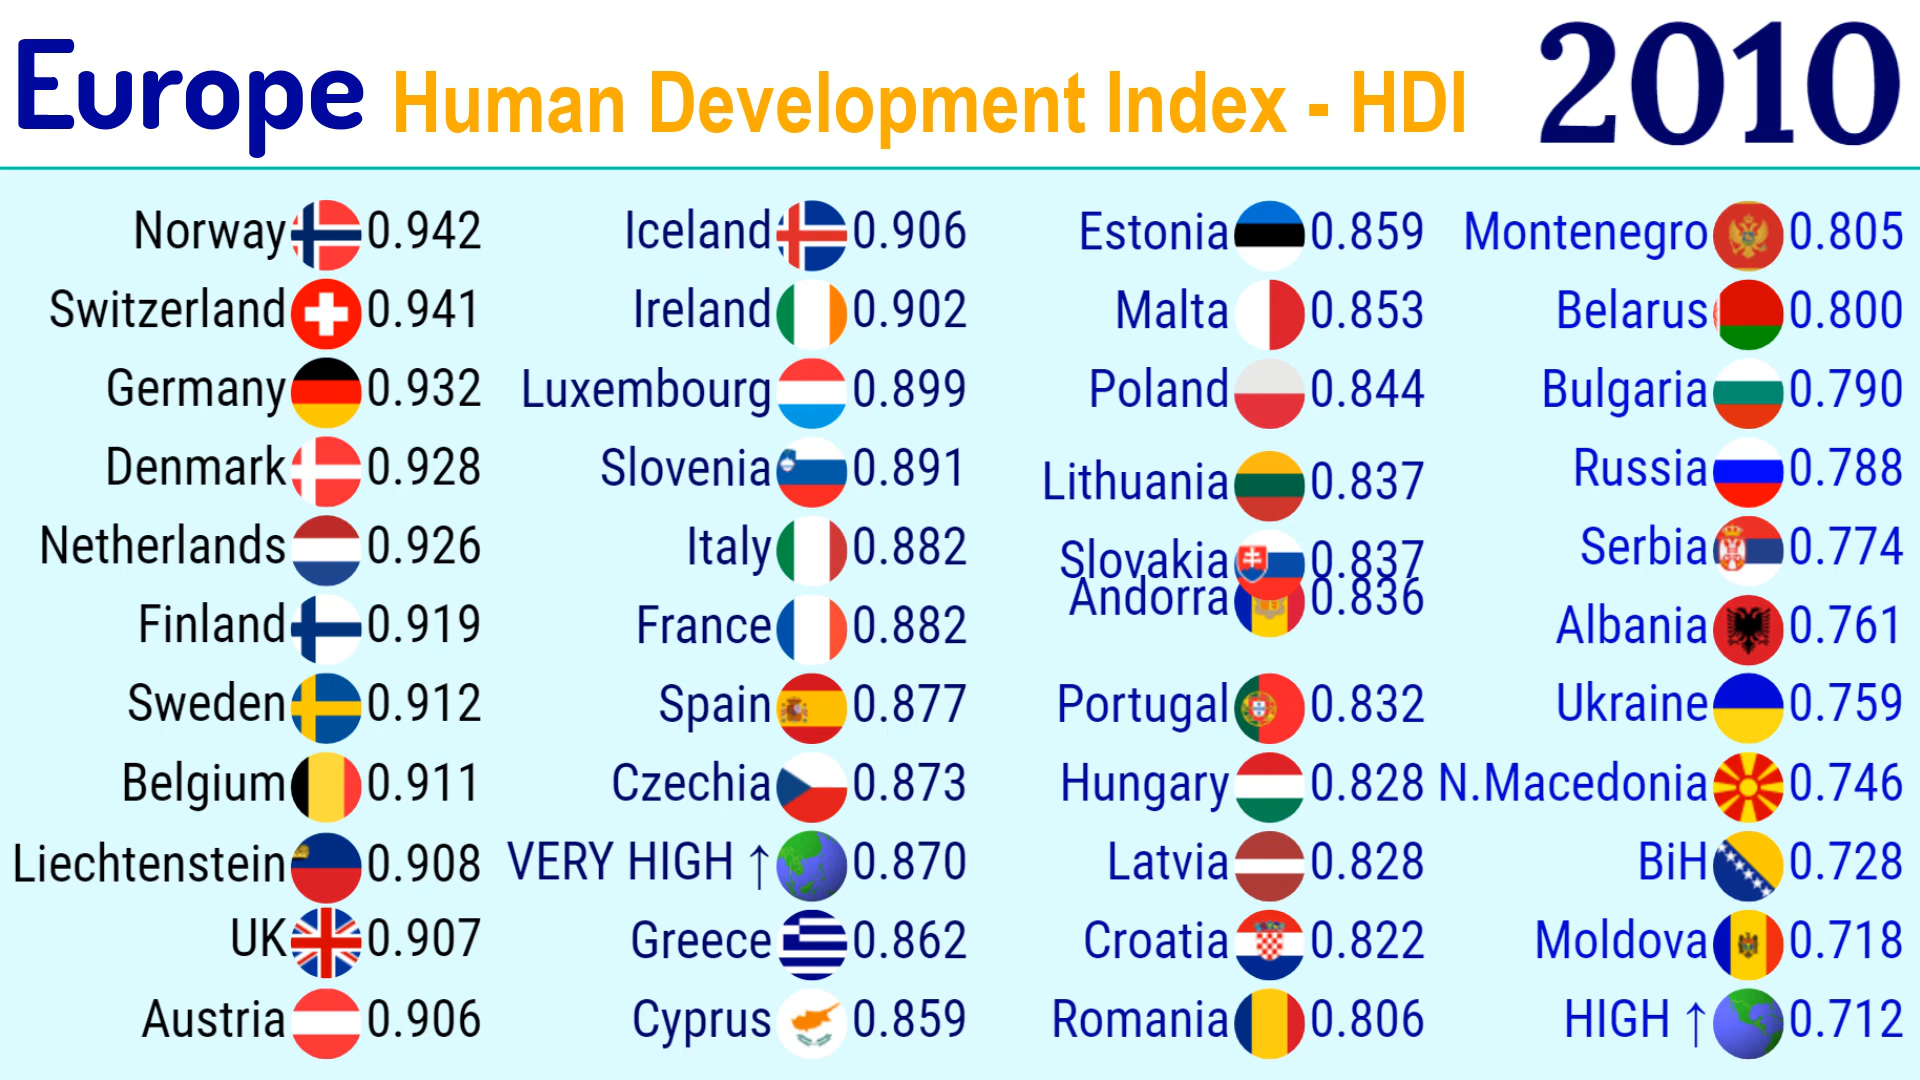 Europe Human Development Index - HDI 2010
Norway 0.942
Switzerland 0.941
Germany 0.932
Denmark 0.928
Netherlands 0.926
Finland 0.919
Sweden 0.912
Belgium 0.911
Liechtenstein 0.908
UK 0.907
Austria 0.906
Iceland 0.906
Ireland 0.902
Luxembourg 0.899
Slovenia 0.891
Italy 0.882
France 0.882
Spain 0.877
Czechia 0.873
VERY HIGH ↑ 0.870
Greece 0.862
Cyprus 0.859
Estonia 0.859
Malta 0.853
Poland 0.844
Lithuania 0.837
Slovakia 0.837
Andorra 0.836
Portugal 0.832
Hungary 0.828
Latvia 0.828
Croatia 0.822
Romania 0.806
Montenegro 0.805
Belarus 0.800
Bulgaria 0.790
Russia 0.788
Serbia 0.774
Albania 0.761
Ukraine 0.759
N.Macedonia 0.746
BiH 0.728
Moldova 0.718
HIGH ↑ 0.712